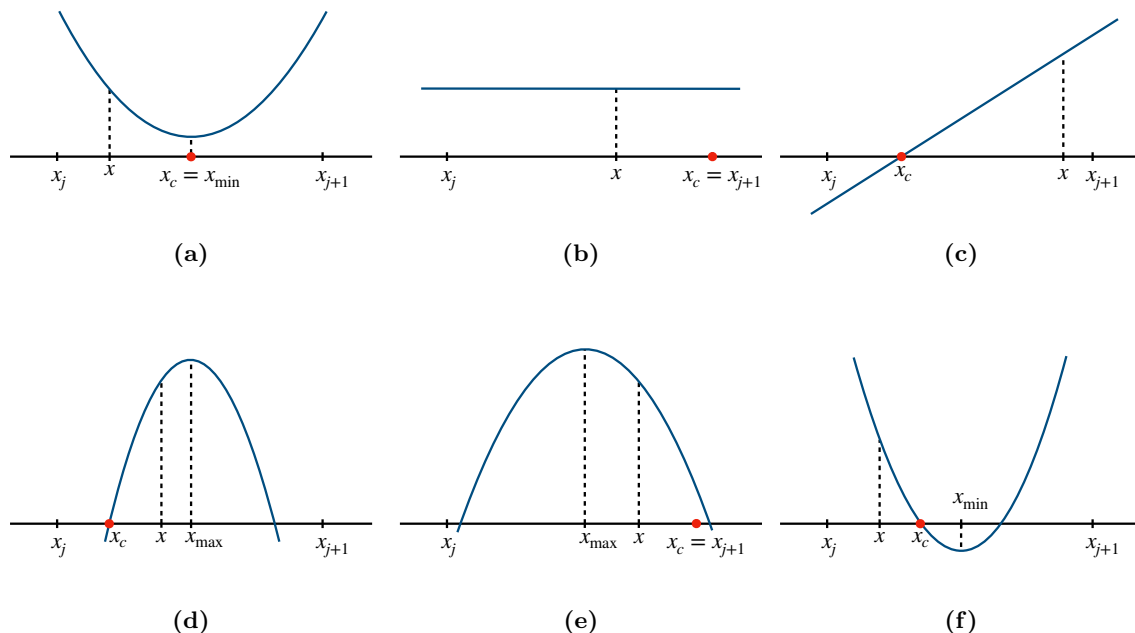 x_j x x_c = x_min x_{j+1}
(a)
x_j x x_c = x_{j+1}
(b)
x_j x_c x x_{j+1}
(c)
x_j x_c x x_max x_{j+1}
(d)
x_j x_max x x_c = x_{j+1}
(e)
x_min
x_j x x_c x_{j+1}
(f)